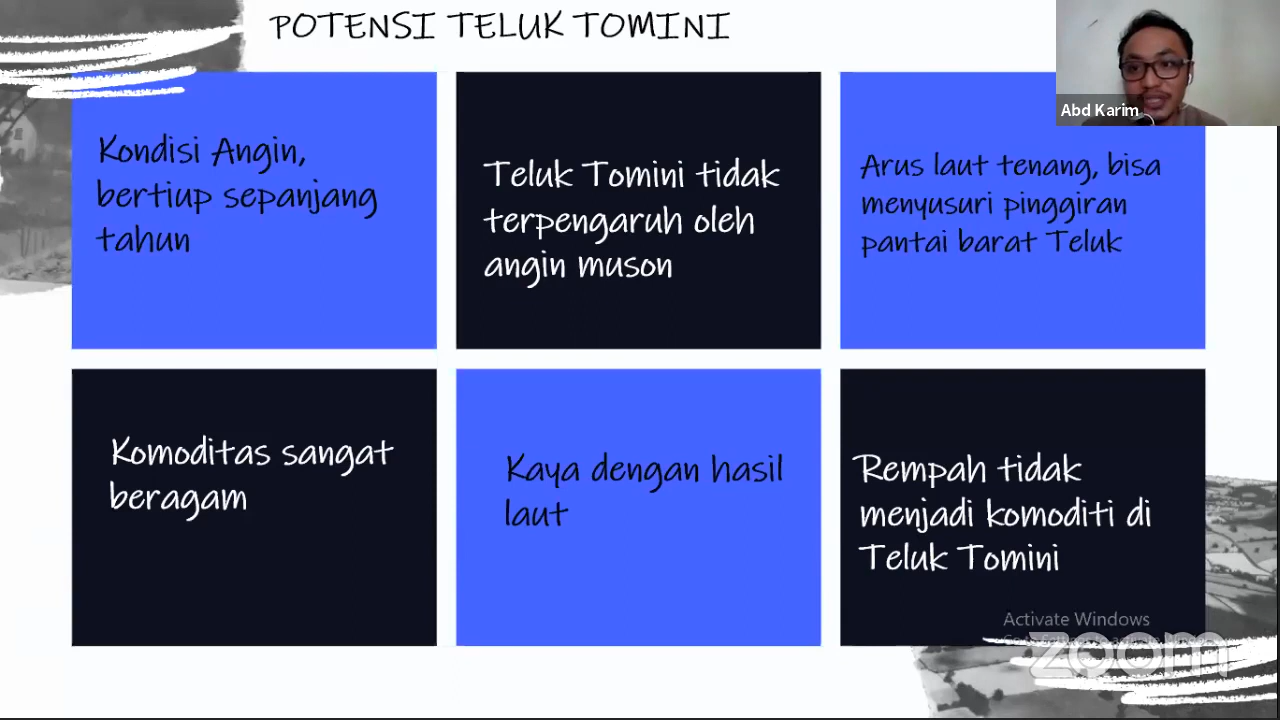 POTENSI TELUK TOMINI
Abd Karim
Kondisi Angin,
bertiup sepanjang
tahun
Teluk Tomini tidak
terpengaruh oleh
angin muson
Arus laut tenang, bisa
menyusuri pinggiran
pantai barat Teluk
Komoditas sangat
beragam
Kaya dengan hasil
laut
Rempah tidak
menjadi komoditi di
Teluk Tomini
Activate Windows
zoom